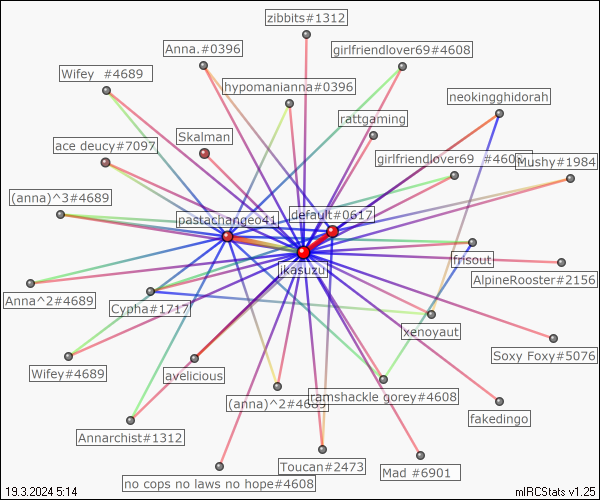 zibbits#1312
Anna.#0396
girlfriendlover69#4608
Wifey  #4689
hypomanianna#0396
neokingghidorah
rattgaming
Skalman
ace deucy#7097
girlfriendlover69  #460
Mushy#1984
(anna)^3#4689
pastachangeo41
default#0617
frisout
jkasuzu
AlpineRooster#2156
Anna^2#4689
Cypha#1717
xenoyaut
Soxy Foxy#5076
Wifey#4689
avelicious
(anna)^2#4689
ramshackle gorey#4608
fakedingo
Annarchist#1312
Toucan#2473
Mad #6901
no cops no laws no hope#4608
19.3.2024 5:14
mIRCStats v1.25